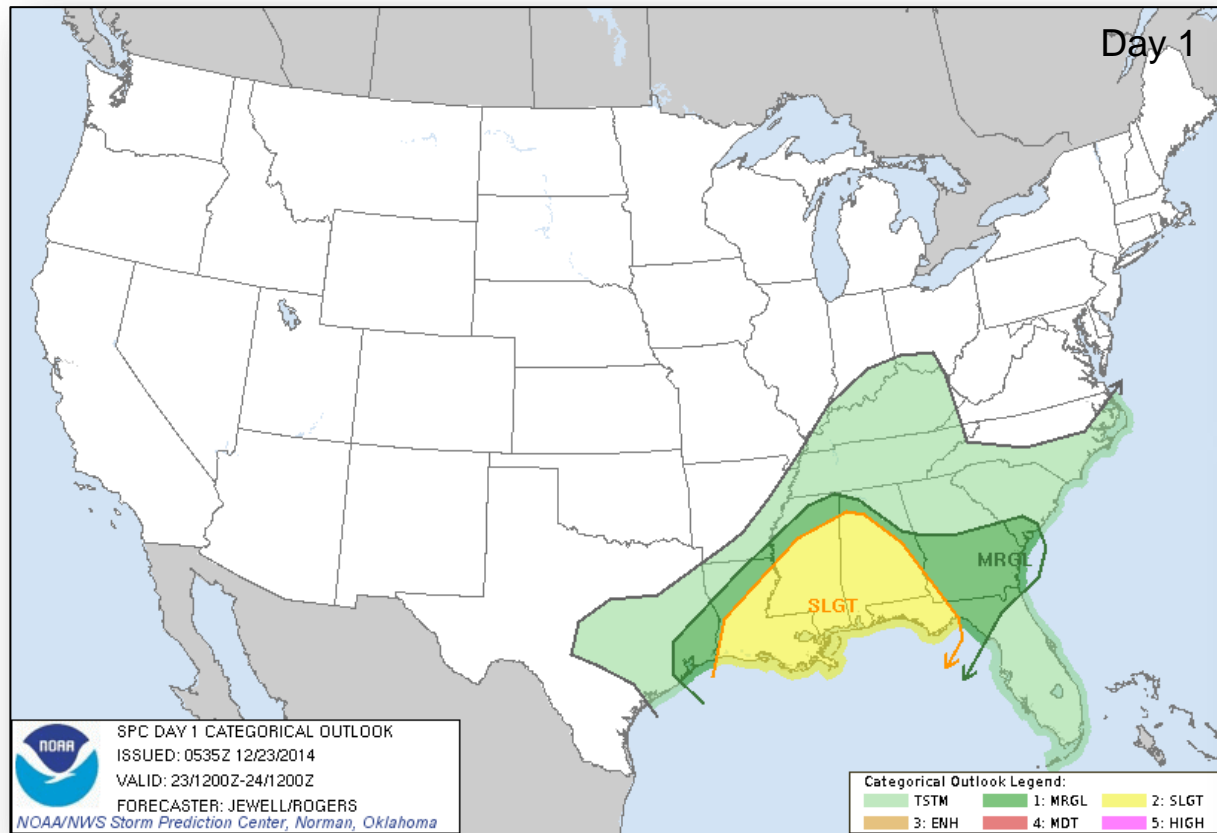 Day 1
MRGL
SLGT
NOAA
SPC DAY 1 CATEGORICAL OUTLOOK
ISSUED: 0535Z 12/23/2014
VALID: 23/1200Z-24/1200Z
FORECASTER: JEWELL/ROGERS
NOAA/NWS Storm Prediction Center, Norman, Oklahoma
Categorical Outlook Legend:
TSTM 1: MRGL 2: SLGT
3: ENH 4: MDT 5: HIGH